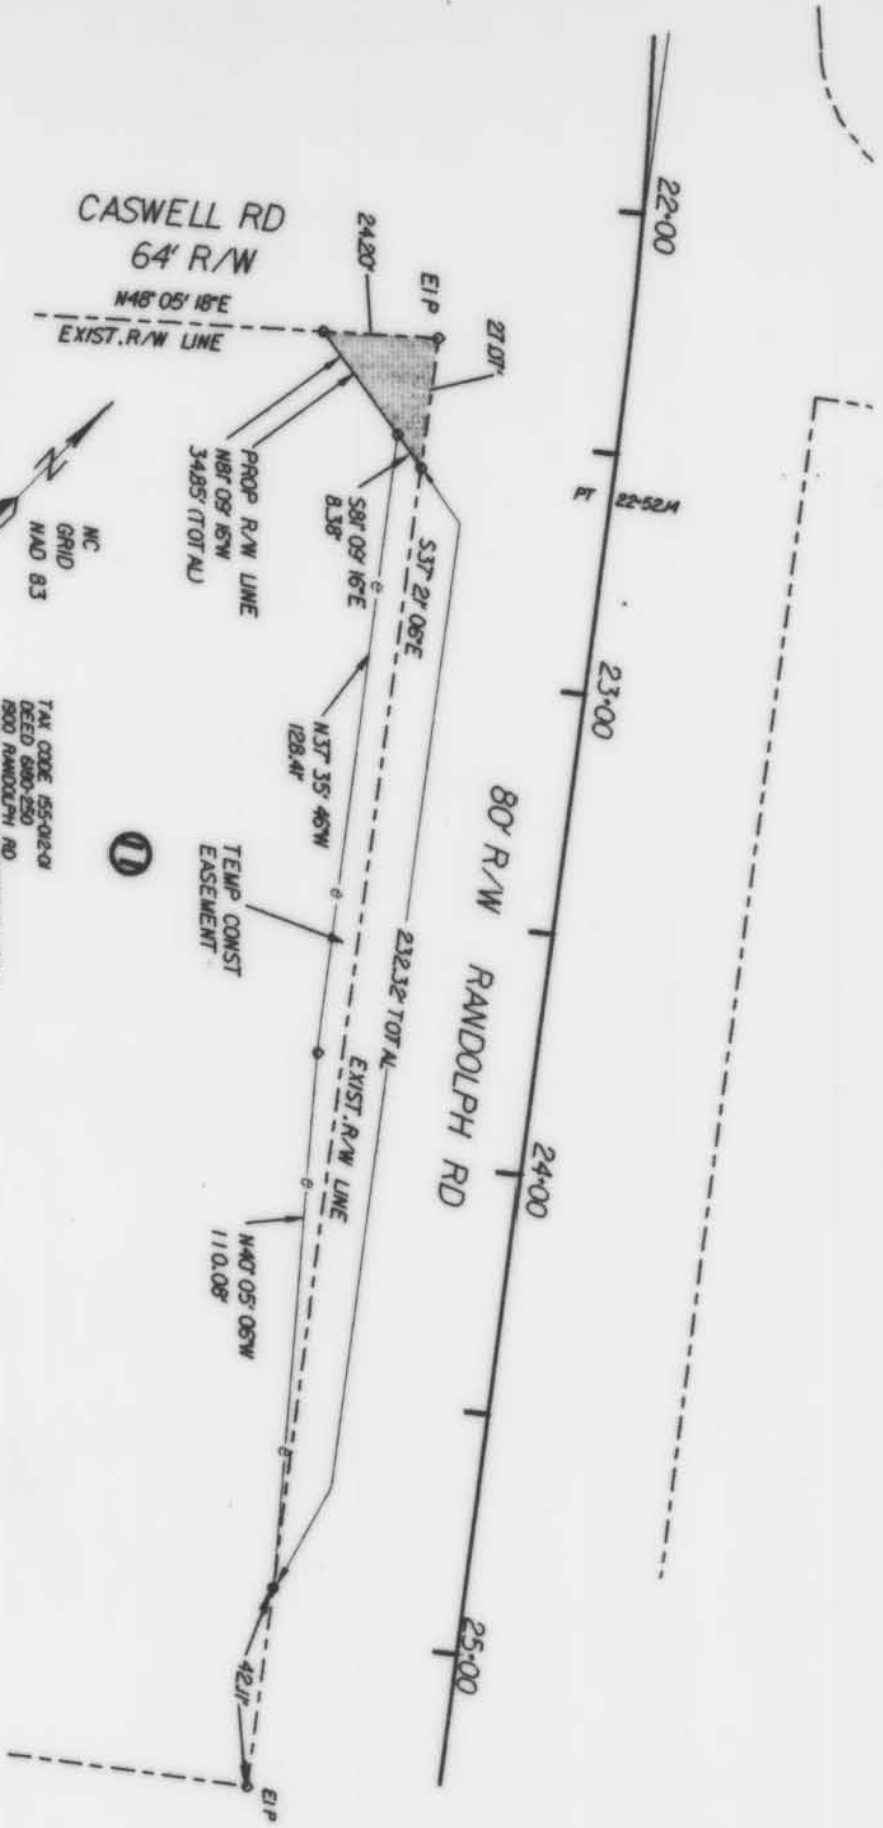 22+00
CASWELL RD
64' R/W
N48° 05' 18"E
EXIST. R/W LINE
24.20'
EIP
27.07'
PROP R/W LINE
N81° 09' 16"W
34.85' (TOTAL)
S81° 09' 16"E
8.38'
S37° 21' 06"E
PT 22+52.14
NC
GRID
NAD 83
N37° 35' 46"W
128.41'
23+00
80' R/W RANDOLPH RD
TAX CODE 155-012-01
DEED 6180-250
1900 RANDOLPH RD
11
TEMP CONST
EASEMENT
232.32' TOTAL
EXIST. R/W LINE
24+00
N40° 05' 06"W
110.08'
25+00
42.11'
EIP
e
e
e
e